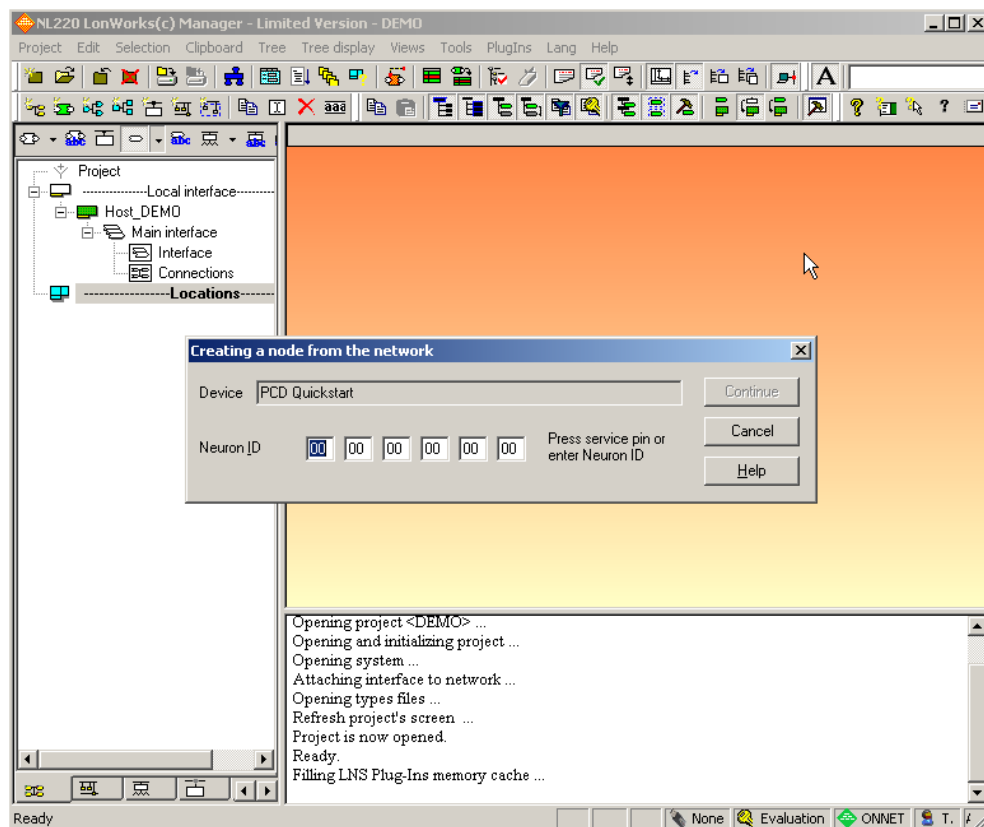 NL220 LonWorks(c) Manager - Limited Version - DEMO
Project Edit Selection Clipboard Tree Tree display Views Tools PlugIns Lang Help
A
aaa
abc abc abc
Project
---------------Local interface---------
Host_DEMO
Main interface
Interface
Connections
----------------Locations-------
Creating a node from the network
Device PCD Quickstart Continue
Neuron ID 00 00 00 00 00 00 Press service pin or enter Neuron ID
Cancel
Help
Opening project <DEMO> ...
Opening and initializing project ...
Opening system ...
Attaching interface to network ...
Opening types files ...
Refresh project's screen ...
Project is now opened.
Ready.
Filling LNS Plug-Ins memory cache ...
Ready None Evaluation ONNET T.